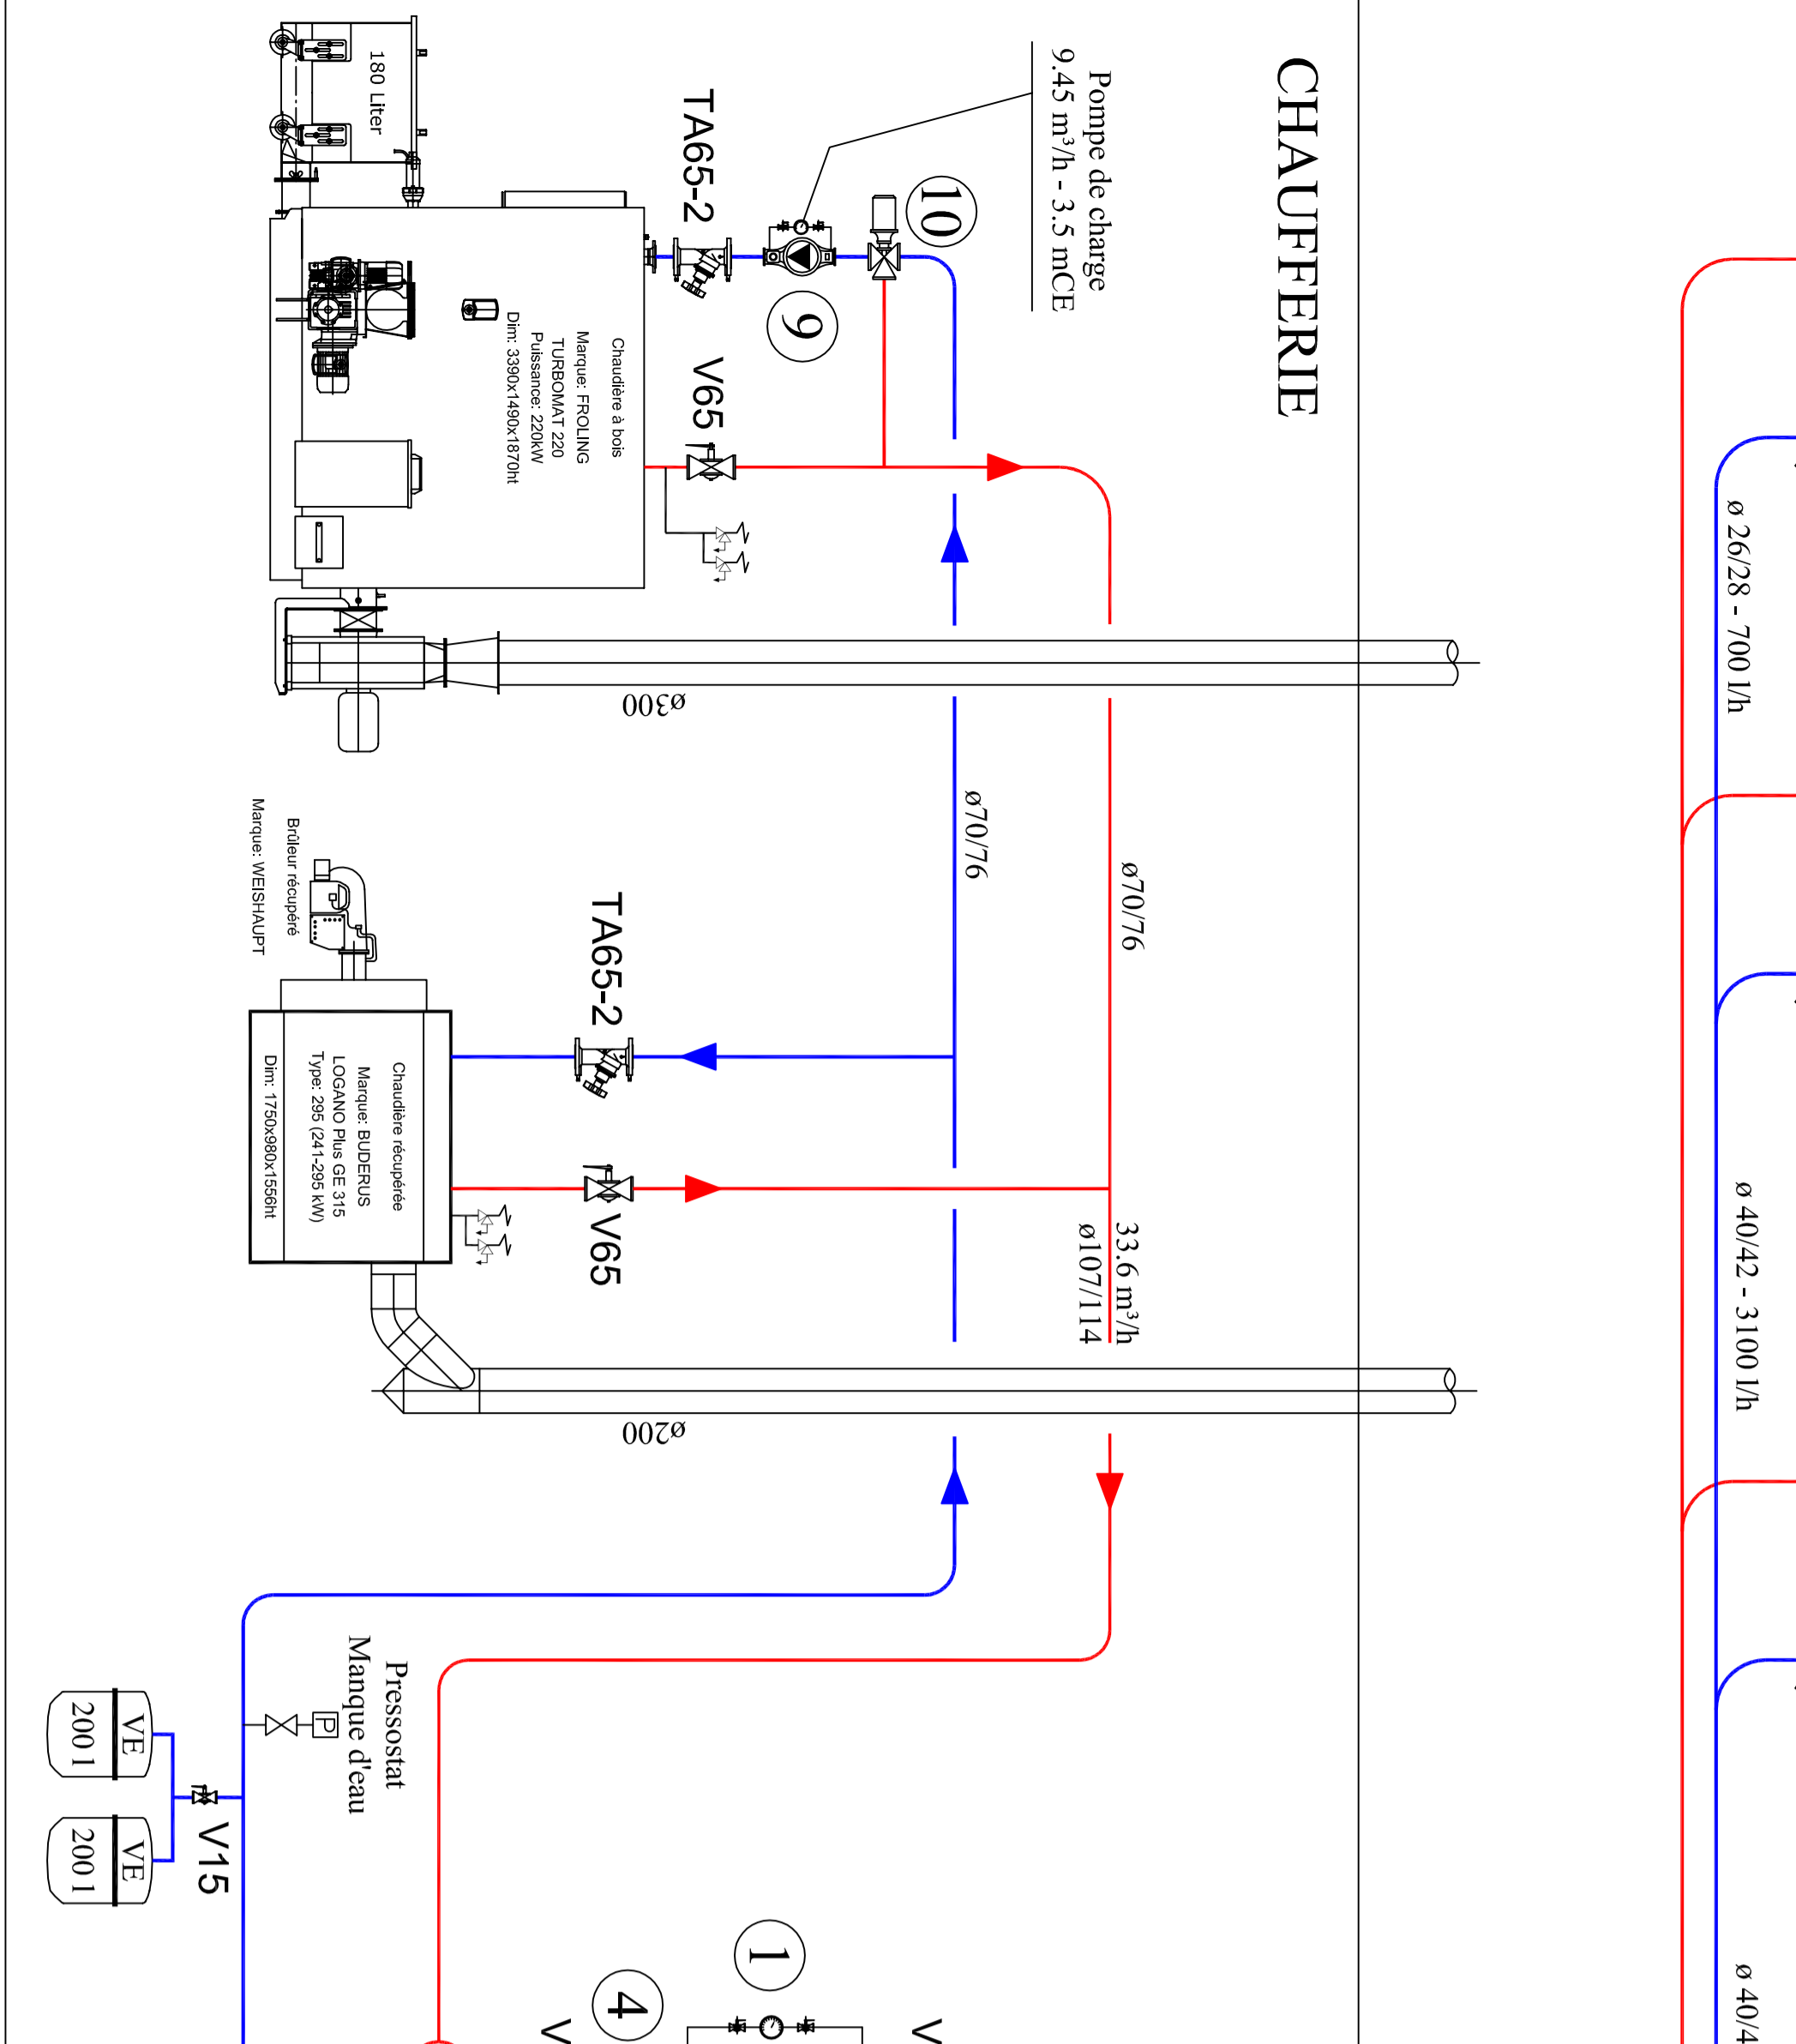 CHAUFFERIE
Pompe de charge
9.45 m³/h - 3.5 mCE
10
9
TA65-2
V65
180 Liter
Chaudière à bois
Marque: FROLING
TURBOMAT 220
Puissance: 220kW
Dim: 3390x1490x1870ht
ø300
ø70/76
ø70/76
Brûleur récupéré
Marque: WEISHAUPT
TA65-2
V65
Chaudière récupérée
Marque: BUDERUS
LOGANO Plus GE 315
Type: 295 (241-295 kW)
Dim: 1750x980x1556ht
33.6 m³/h
ø107/114
ø200
Pressostat
Manque d'eau
P
V15
VE
200 l
VE
200 l
1
4
V
V
ø 26/28 - 700 l/h
ø 40/42 - 3100 l/h
ø 40/4